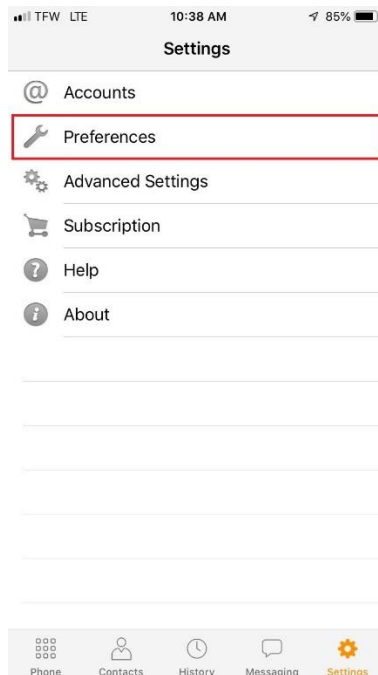 TFW LTE 10:38 AM 85%
Settings
@ Accounts
Preferences
Advanced Settings
Subscription
? Help
i About
Phone Contacts History Messaging Settings